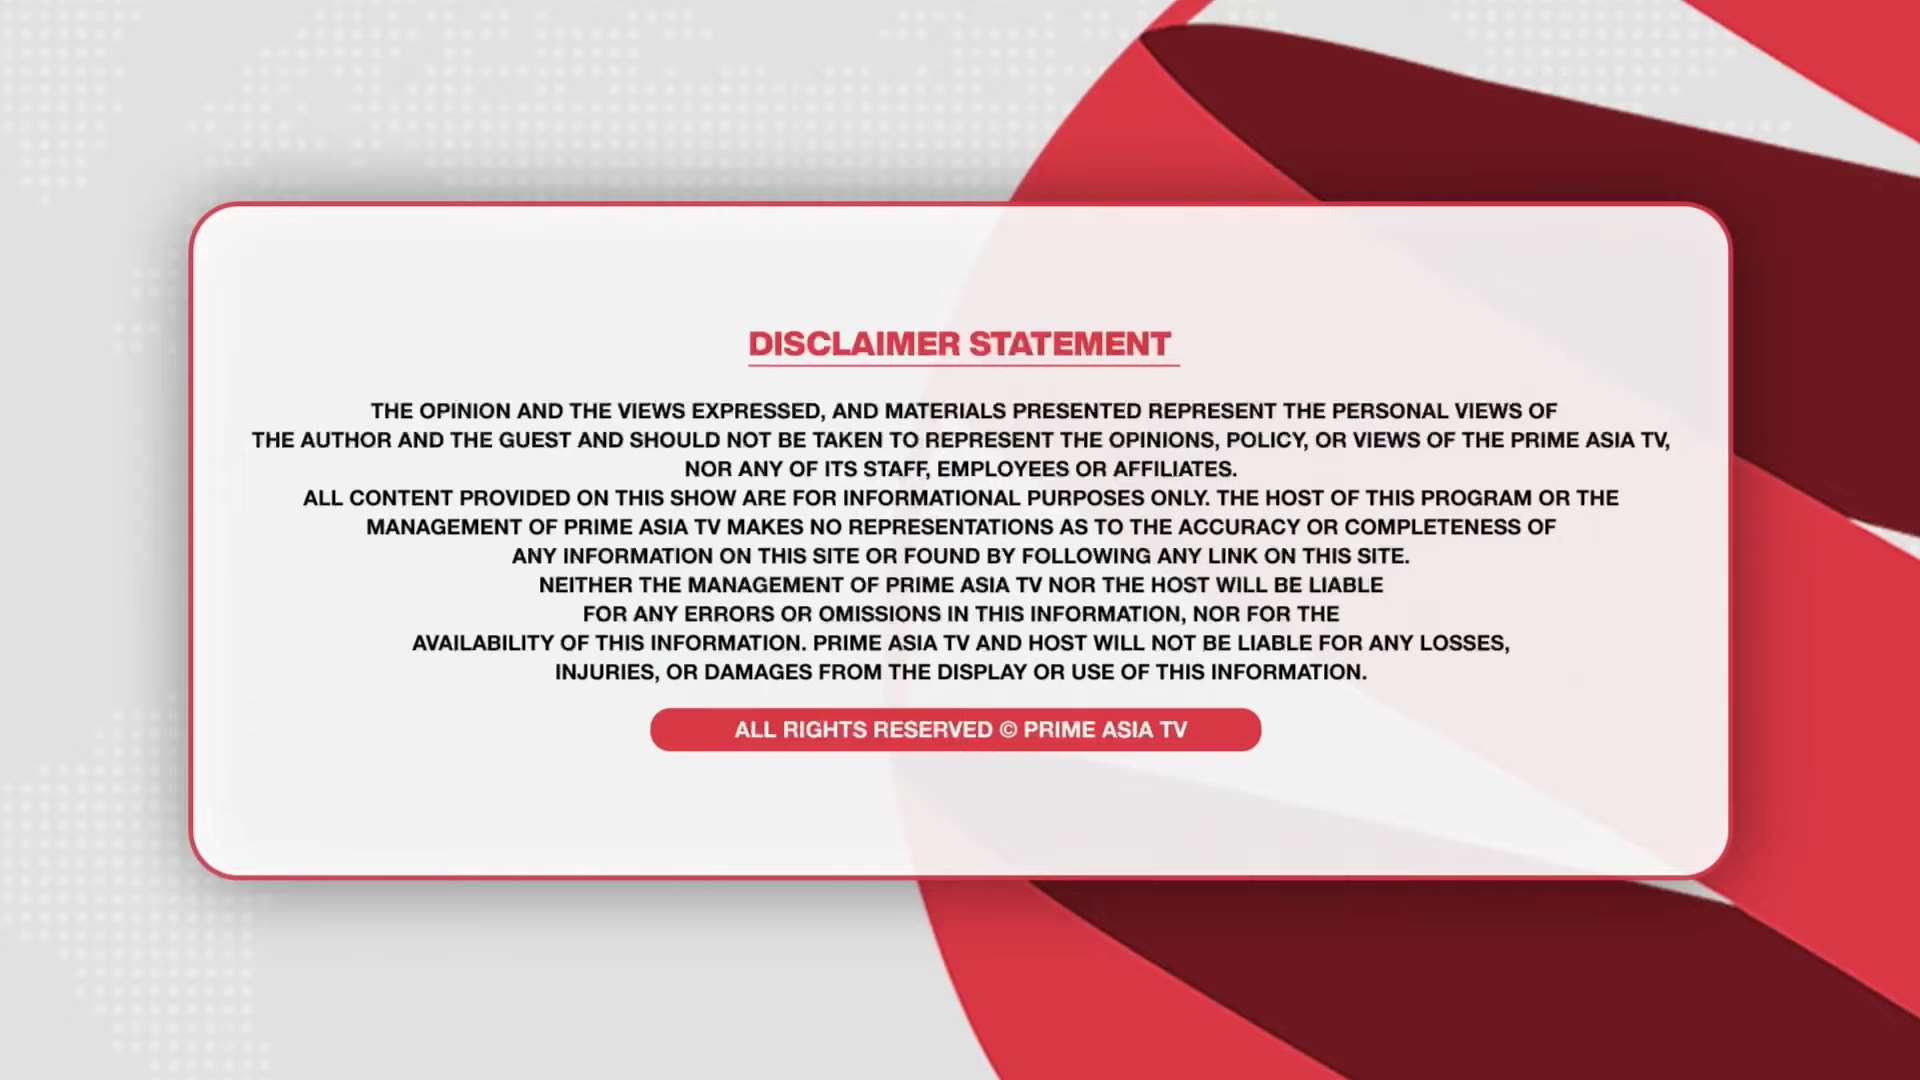 DISCLAIMER STATEMENT
THE OPINION AND THE VIEWS EXPRESSED, AND MATERIALS PRESENTED REPRESENT THE PERSONAL VIEWS OF
THE AUTHOR AND THE GUEST AND SHOULD NOT BE TAKEN TO REPRESENT THE OPINIONS, POLICY, OR VIEWS OF THE PRIME ASIA TV,
NOR ANY OF ITS STAFF, EMPLOYEES OR AFFILIATES.
ALL CONTENT PROVIDED ON THIS SHOW ARE FOR INFORMATIONAL PURPOSES ONLY. THE HOST OF THIS PROGRAM OR THE
MANAGEMENT OF PRIME ASIA TV MAKES NO REPRESENTATIONS AS TO THE ACCURACY OR COMPLETENESS OF
ANY INFORMATION ON THIS SITE OR FOUND BY FOLLOWING ANY LINK ON THIS SITE.
NEITHER THE MANAGEMENT OF PRIME ASIA TV NOR THE HOST WILL BE LIABLE
FOR ANY ERRORS OR OMISSIONS IN THIS INFORMATION, NOR FOR THE
AVAILABILITY OF THIS INFORMATION. PRIME ASIA TV AND HOST WILL NOT BE LIABLE FOR ANY LOSSES,
INJURIES, OR DAMAGES FROM THE DISPLAY OR USE OF THIS INFORMATION.
ALL RIGHTS RESERVED © PRIME ASIA TV